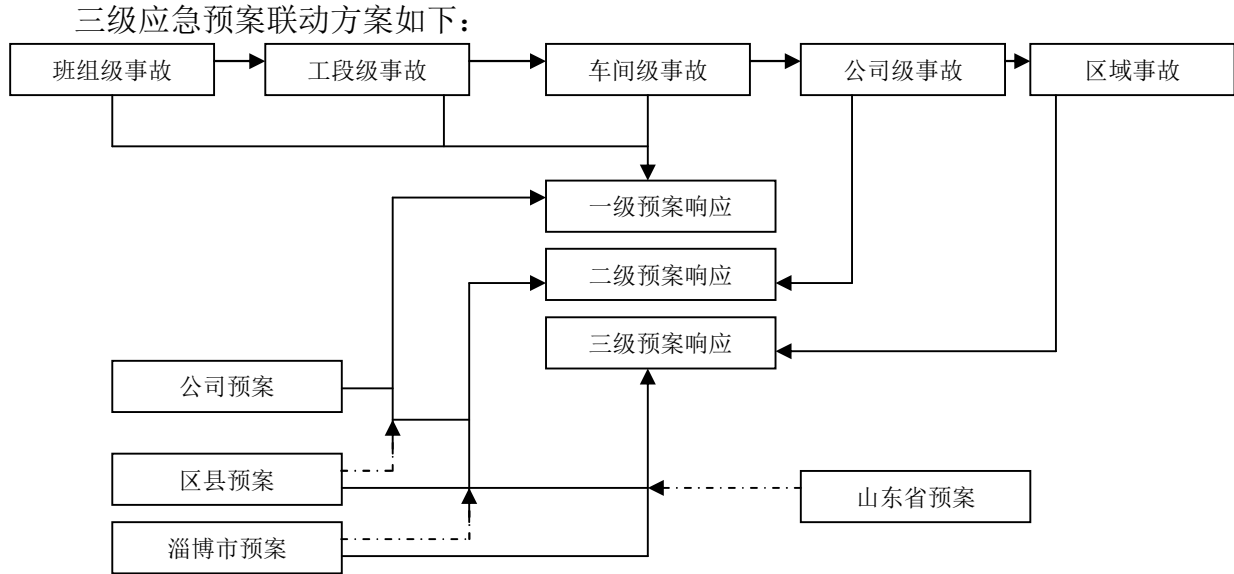 三级应急预案联动方案如下：
班组级事故
工段级事故
车间级事故
公司级事故
区域事故
一级预案响应
二级预案响应
三级预案响应
公司预案
区县预案
山东省预案
淄博市预案